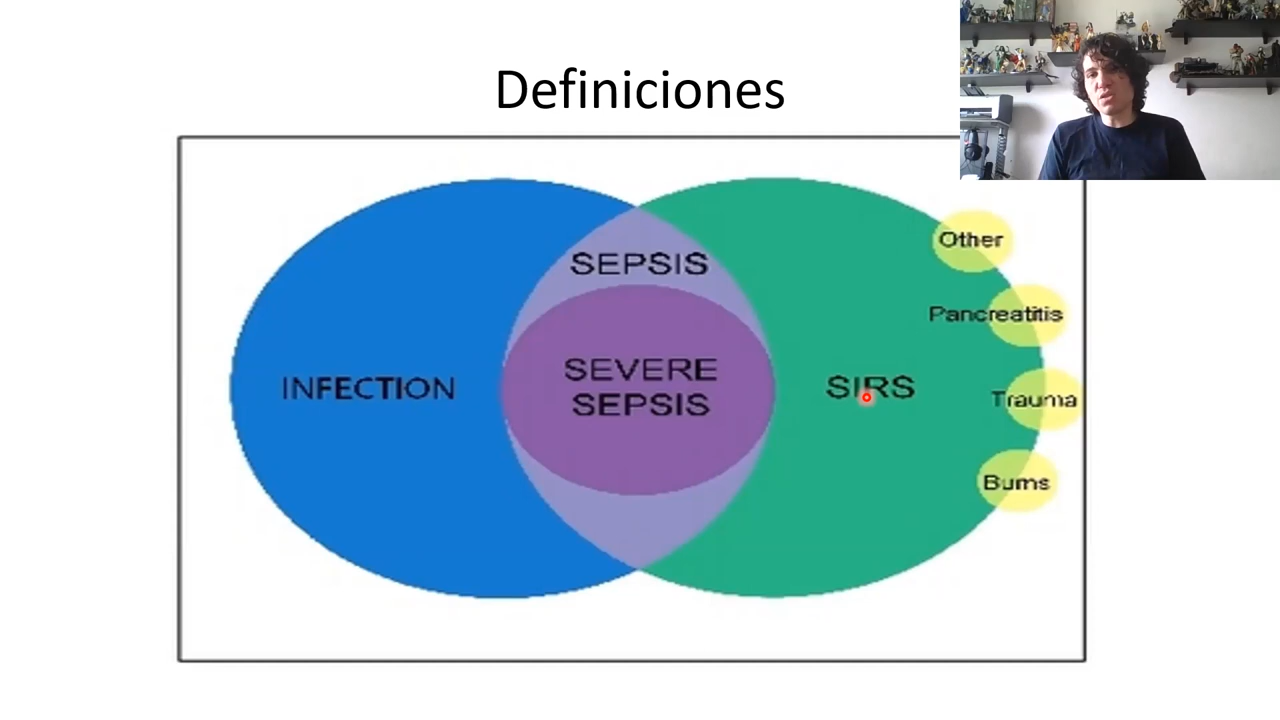 Definiciones
SEPSIS
Other
Pancreatitis
INFECTION
SEVERE
SEPSIS
SIRS
Trauma
Burns